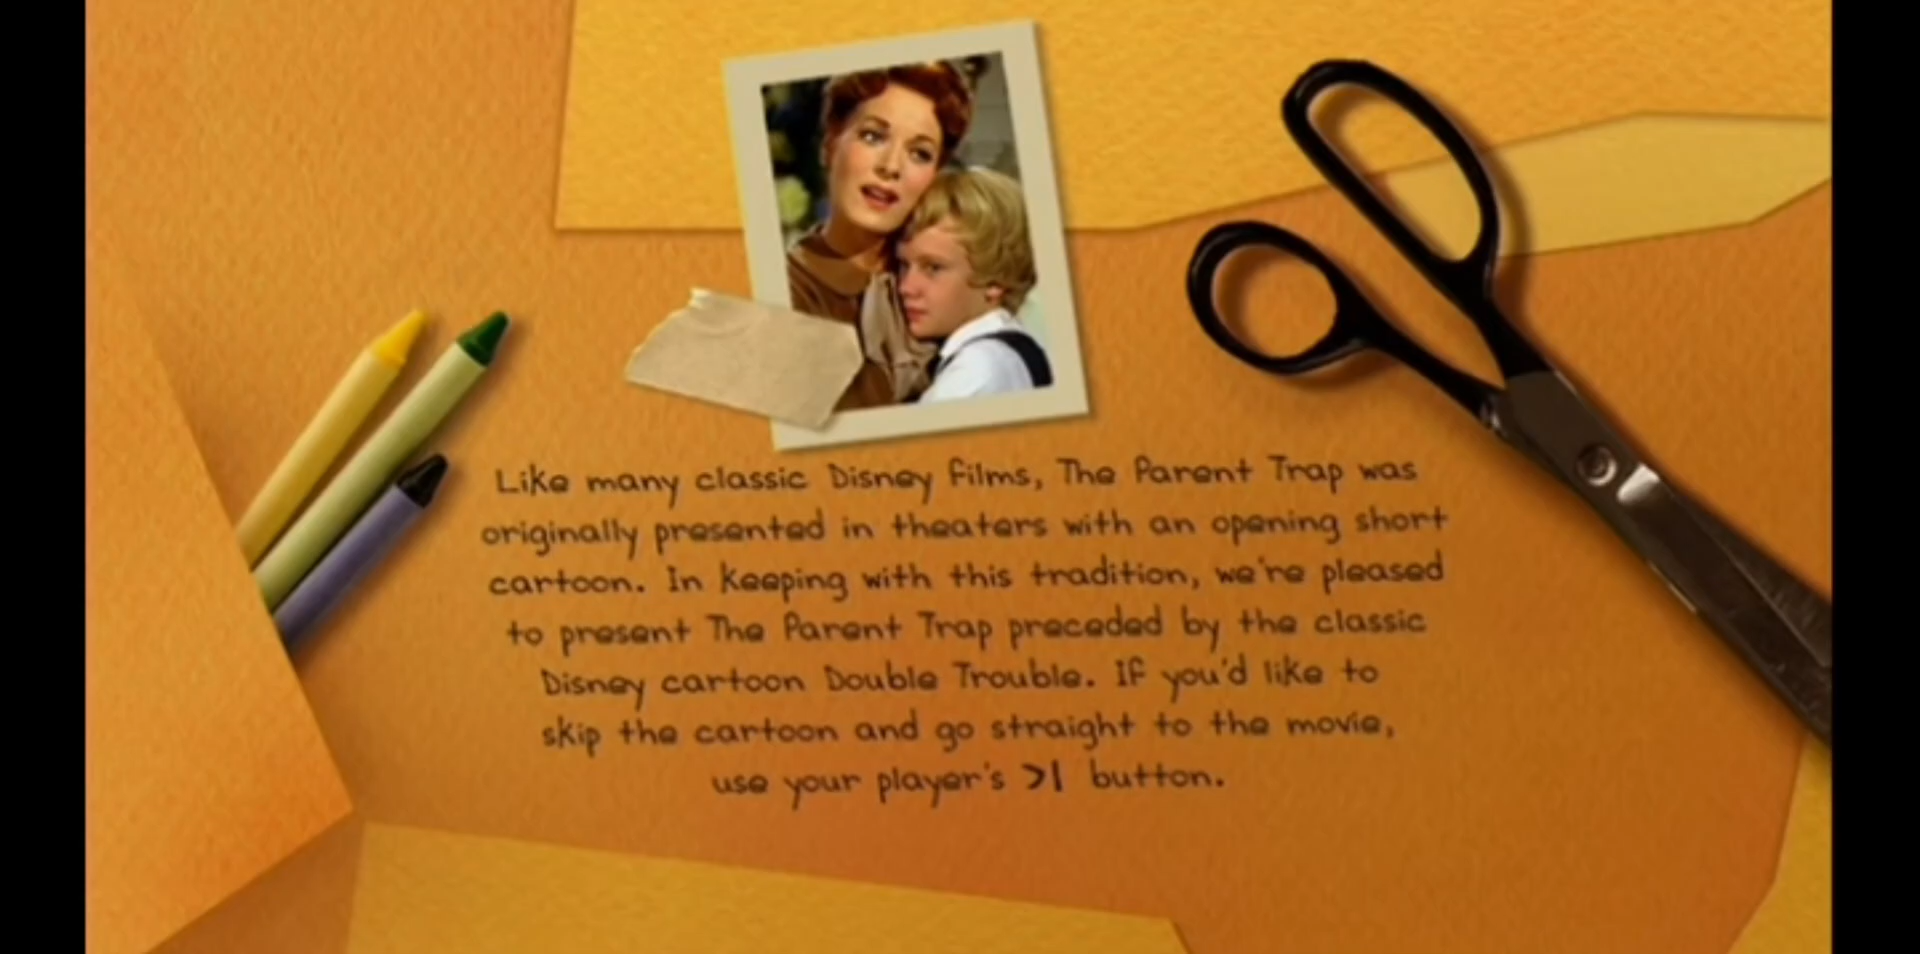 Like many classic Disney films, The Parent Trap was
originally presented in theaters with an opening short
cartoon. In keeping with this tradition, we're pleased
to present The Parent Trap preceded by the classic
Disney cartoon Double Trouble. If you'd like to
skip the cartoon and go straight to the movie,
use your player's >| button.